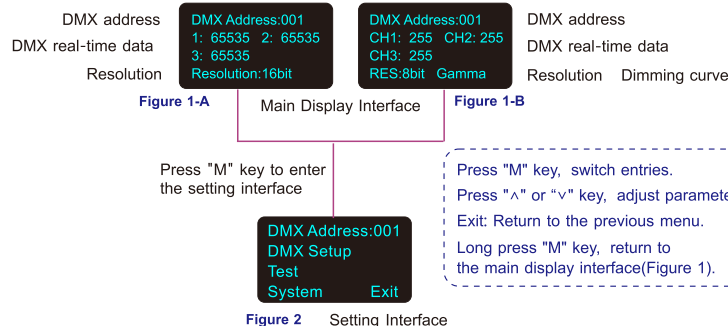 DMX address
DMX real-time data
Resolution
DMX Address:001
1: 65535 2: 65535
3: 65535
Resolution:16bit
DMX Address:001
CH1: 255 CH2: 255
CH3: 255
RES:8bit Gamma
DMX address
DMX real-time data
Resolution Dimming curve
Figure 1-A
Main Display Interface
Figure 1-B
Press "M" key to enter
the setting interface
Press "M" key, switch entries.
Press "∧" or “∨” key, adjust paramete
Exit: Return to the previous menu.
Long press "M" key, return to
the main display interface(Figure 1).
DMX Address:001
DMX Setup
Test
System Exit
Figure 2 Setting Interface